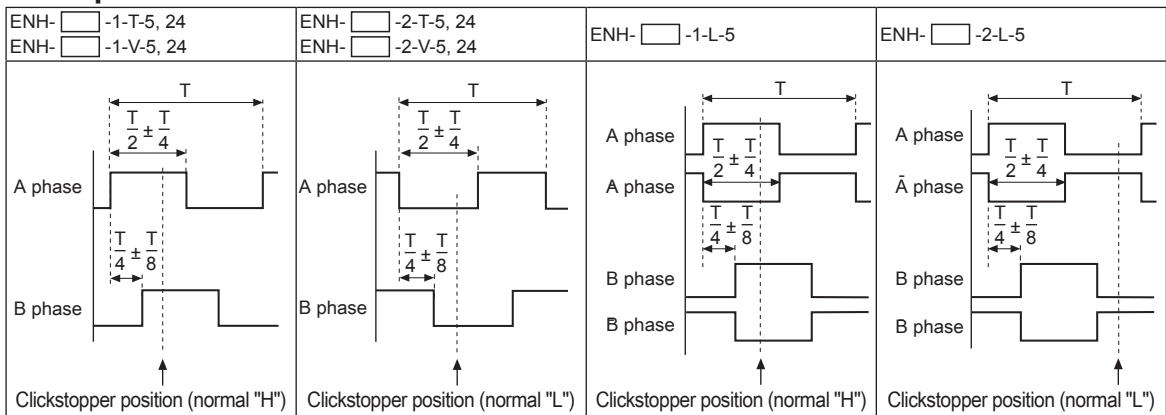 ENH- -1-T-5, 24
ENH- -1-V-5, 24
ENH- -2-T-5, 24
ENH- -2-V-5, 24
ENH- -1-L-5
ENH- -2-L-5
T
T/2 ± T/4
A phase
T/4 ± T/8
B phase
Clickstopper position (normal "H")
T
T/2 ± T/4
A phase
T/4 ± T/8
B phase
Clickstopper position (normal "L")
T
A phase
T/2 ± T/4
A phase
T/4 ± T/8
B phase
B̄ phase
Clickstopper position (normal "H")
T
A phase
T/2 ± T/4
Ā phase
T/4 ± T/8
B phase
B phase
Clickstopper position (normal "L")